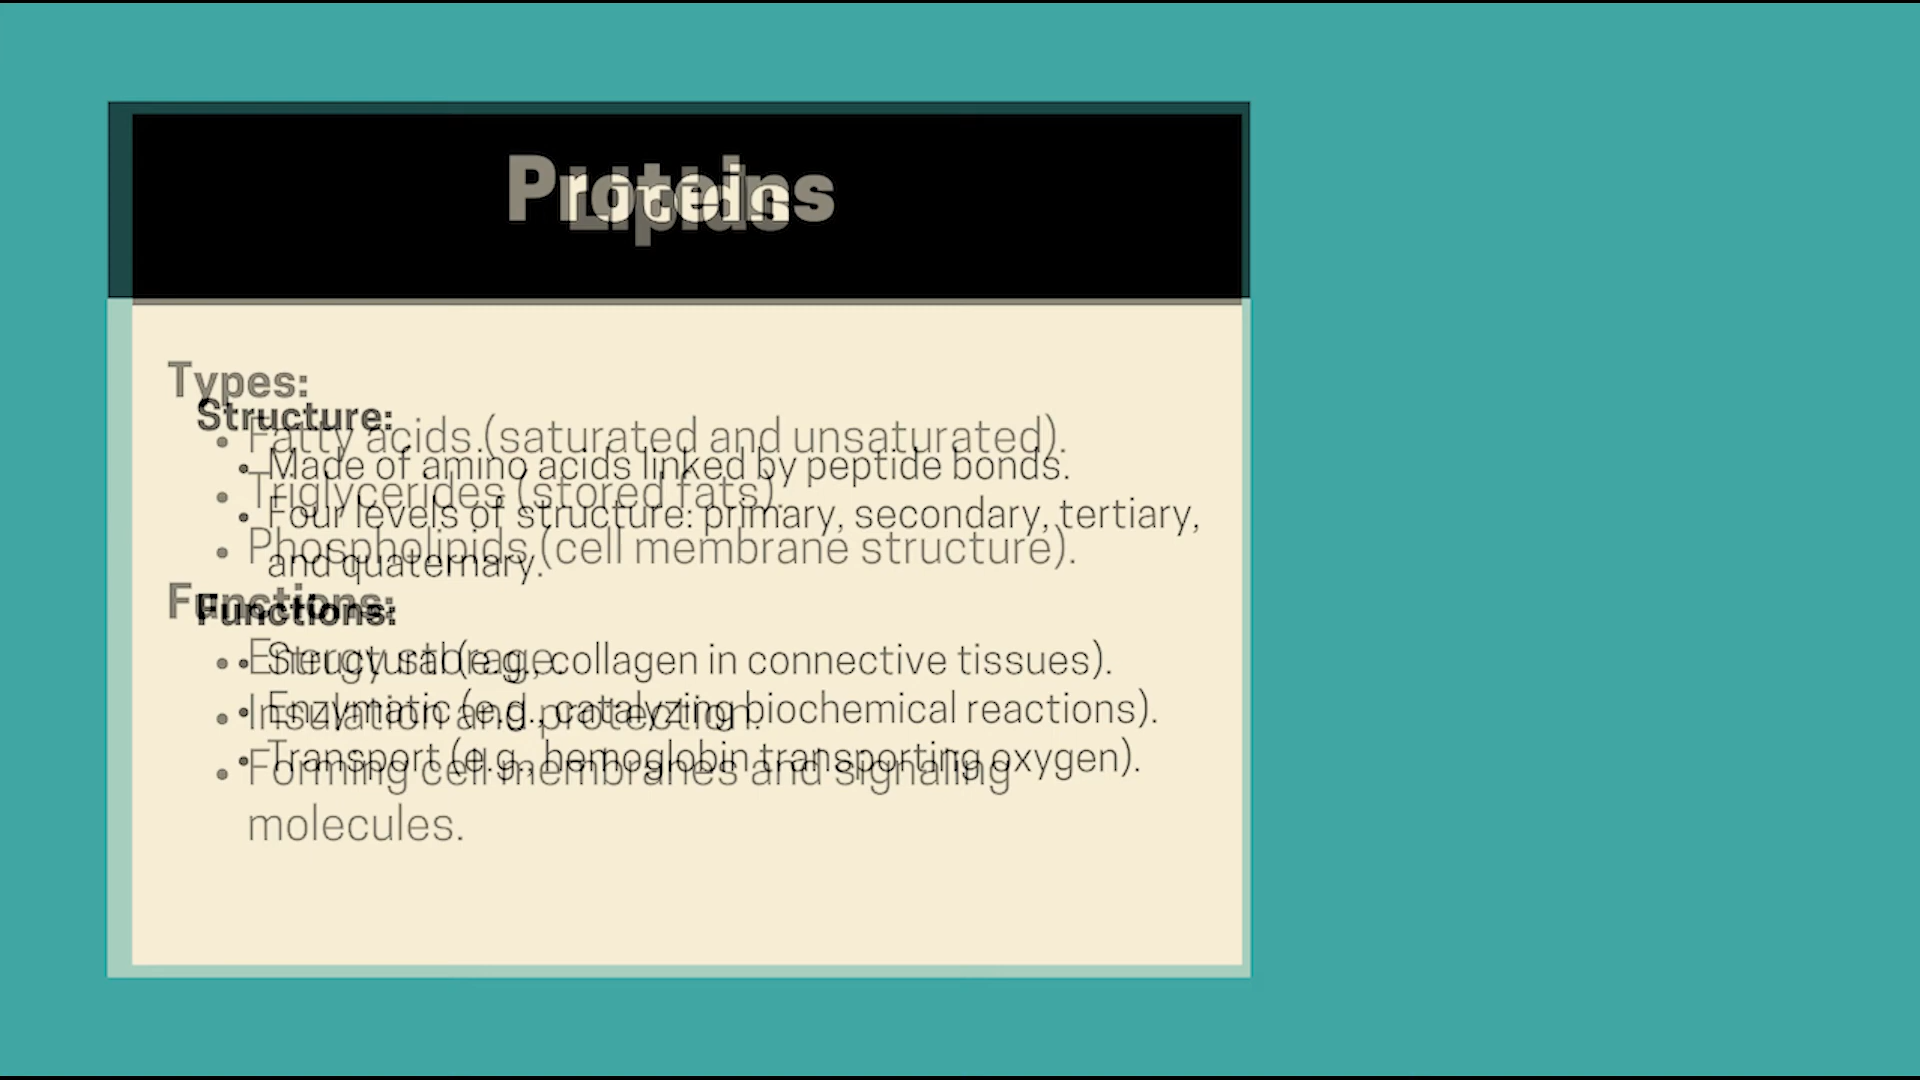 Proteins
Structure:
• Made of amino acids linked by peptide bonds.
• Four levels of structure: primary, secondary, tertiary,
and quaternary.
Functions:
• Structural (e.g., collagen in connective tissues).
• Enzymatic (e.g., catalyzing biochemical reactions).
• Transport (e.g., hemoglobin transporting oxygen).
Lipids
Types:
• Fatty acids (saturated and unsaturated).
• Triglycerides (stored fats).
• Phospholipids (cell membrane structure).
Functions:
• Energy storage.
• Insulation and protection.
• Forming cell membranes and signaling
molecules.